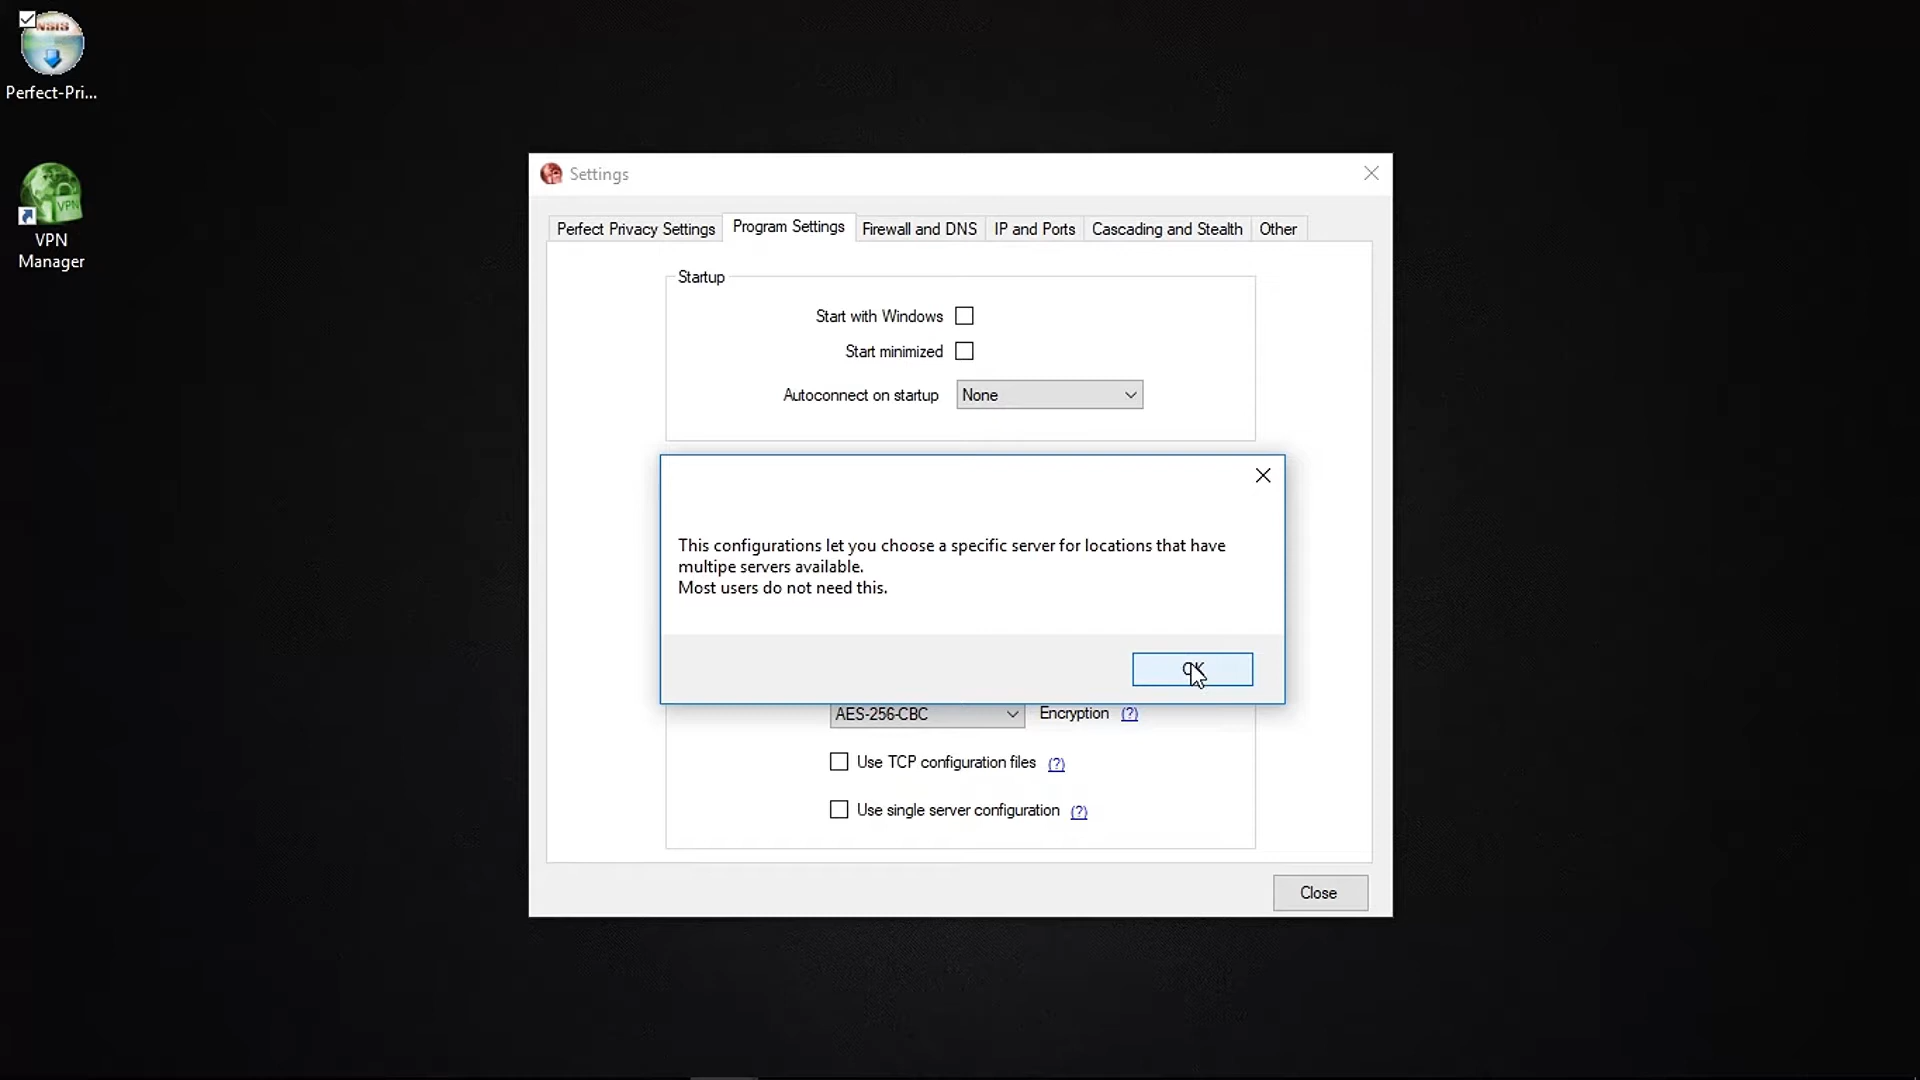 NSIS
Perfect-Pri...
VPN
VPN
Manager
Settings
Perfect Privacy Settings
Program Settings
Firewall and DNS
IP and Ports
Cascading and Stealth
Other
Startup
Start with Windows
Start minimized
Autoconnect on startup
None
This configurations let you choose a specific server for locations that have
multipe servers available.
Most users do not need this.
OK
AES-256-CBC
Encryption (?)
Use TCP configuration files (?)
Use single server configuration (?)
Close